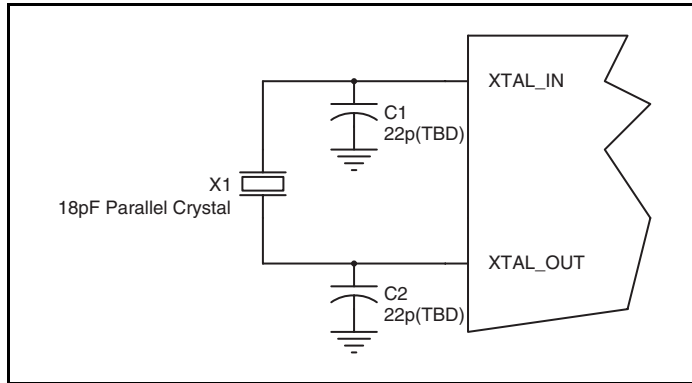 XTAL_IN
C1
22p(TBD)
X1
18pF Parallel Crystal
XTAL_OUT
C2
22p(TBD)